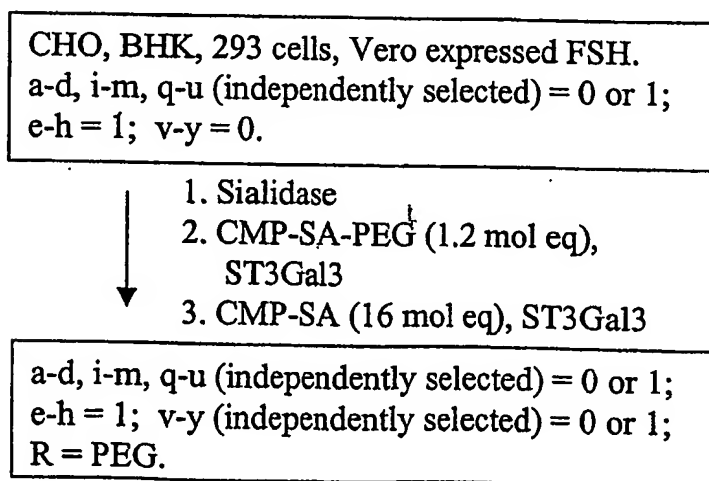 CHO, BHK, 293 cells, Vero expressed FSH.
a-d, i-m, q-u (independently selected) = 0 or 1;
e-h = 1; v-y = 0.
1. Sialidase
2. CMP-SA-PEG (1.2 mol eq),
ST3Gal3
3. CMP-SA (16 mol eq), ST3Gal3
a-d, i-m, q-u (independently selected) = 0 or 1;
e-h = 1; v-y (independently selected) = 0 or 1;
R = PEG.